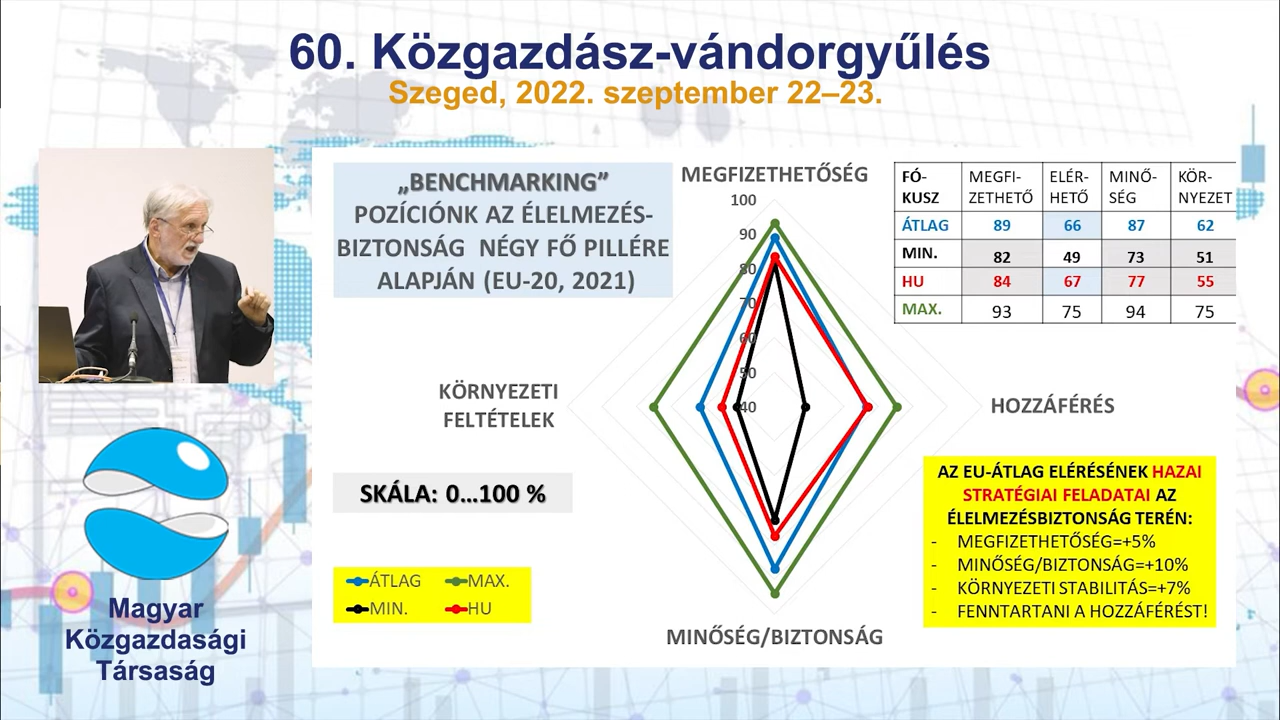 60. Közgazdász-vándorgyűlés
Szeged, 2022. szeptember 22–23.
„BENCHMARKING”
POZÍCIÓNK AZ ÉLELMEZÉS-
BIZTONSÁG NÉGY FŐ PILLÉRE
ALAPJÁN (EU-20, 2021)
MEGFIZETHETŐSÉG
100
90
80
70
60
50
40
KÖRNYEZETI
FELTÉTELEK
HOZZÁFÉRÉS
MINŐSÉG/BIZTONSÁG
SKÁLA: 0...100 %
ÁTLAG MAX.
MIN. HU
FÓ- MEGFI- ELÉR- MINŐ- KÖR-
KUSZ ZETHETŐ HETŐ SÉG NYEZET
ÁTLAG 89 66 87 62
MIN. 82 49 73 51
HU 84 67 77 55
MAX. 93 75 94 75
AZ EU-ÁTLAG ELÉRÉSÉNEK HAZAI
STRATÉGIAI FELADATAI AZ
ÉLELMEZÉSBIZTONSÁG TERÉN:
- MEGFIZETHETŐSÉG=+5%
- MINŐSÉG/BIZTONSÁG=+10%
- KÖRNYEZETI STABILITÁS=+7%
- FENNTARTANI A HOZZÁFÉRÉST!
Magyar
Közgazdasági
Társaság